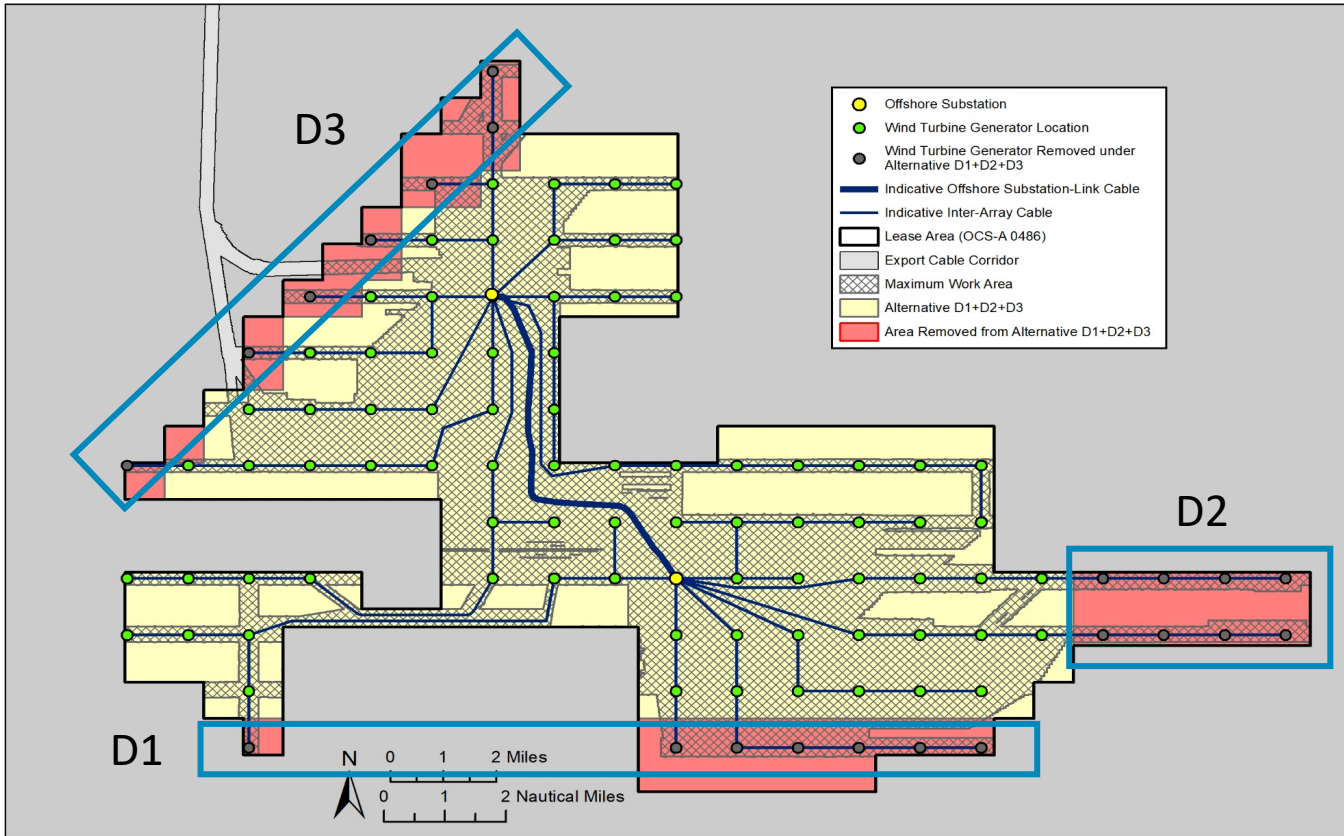 D3
Offshore Substation
Wind Turbine Generator Location
Wind Turbine Generator Removed under
Alternative D1+D2+D3
Indicative Offshore Substation-Link Cable
Indicative Inter-Array Cable
Lease Area (OCS-A 0486)
Export Cable Corridor
Maximum Work Area
Alternative D1+D2+D3
Area Removed from Alternative D1+D2+D3
D2
D1
N
0 1 2 Miles
0 1 2 Nautical Miles